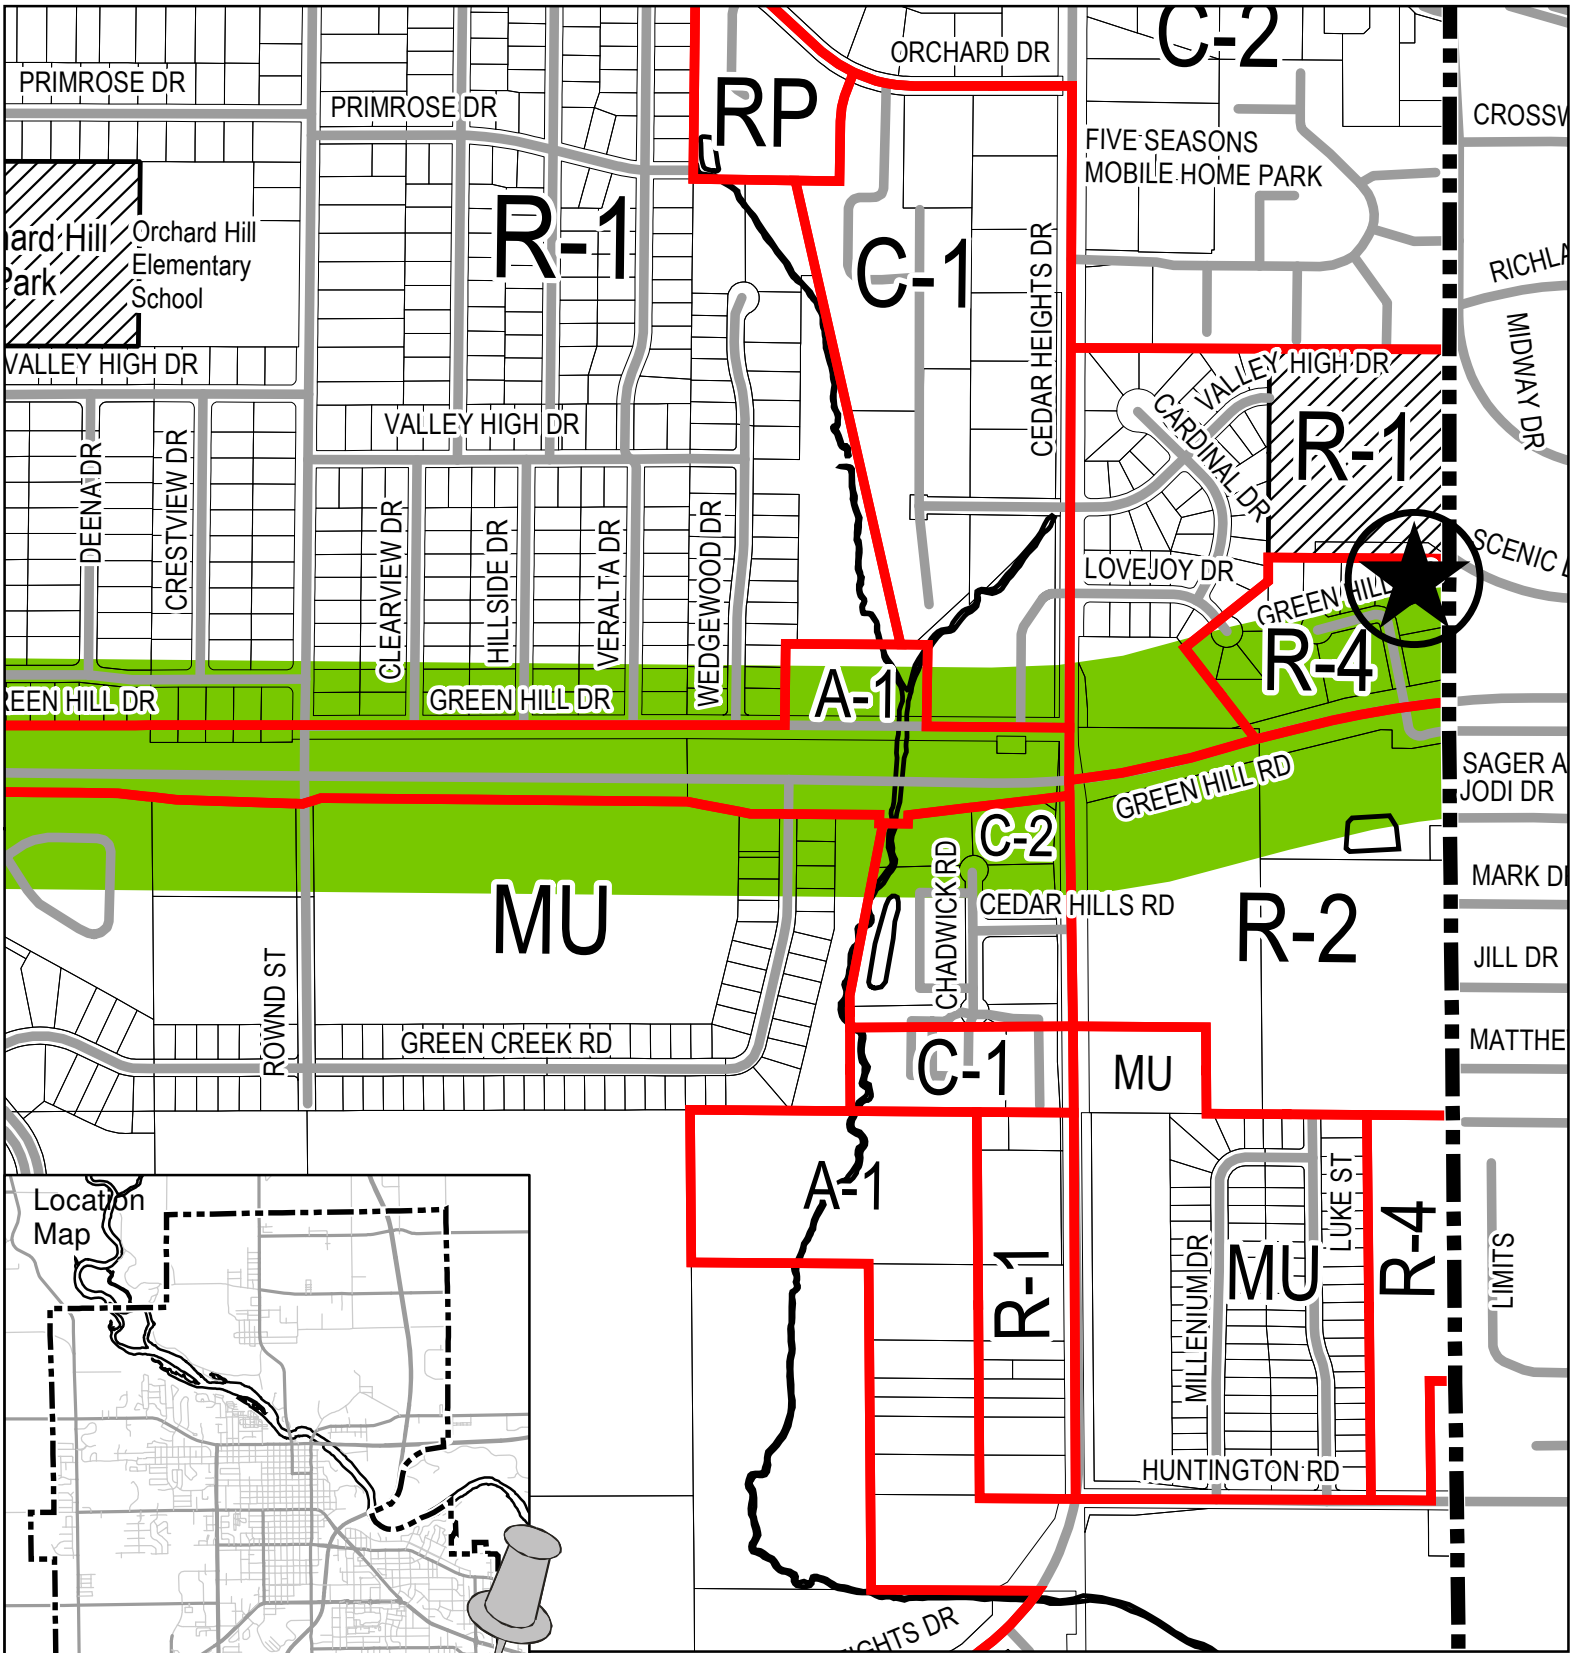 C-2
ORCHARD DR
PRIMROSE DR
PRIMROSE DR
RP
CROSSW
FIVE SEASONS
MOBILE HOME PARK
R-1
ard Hill
Park
Orchard Hill
Elementary
School
C-1
CEDAR HEIGHTS DR
RICHLA
MIDWAY DR
VALLEY HIGH DR
VALLEY HIGH DR
VALLEY HIGH DR
CARDINAL DR
R-1
DEENA DR
CRESTVIEW DR
CLEARVIEW DR
HILLSIDE DR
VERALTA DR
WEDGEWOOD DR
LOVEJOY DR
SCENIC
GREEN HILL
R-4
A-1
REEN HILL DR
GREEN HILL DR
GREEN HILL RD
SAGER A
JODI DR
C-2
CHADWICK RD
MARK D
CEDAR HILLS RD
MU
R-2
ROWND ST
JILL DR
GREEN CREEK RD
C-1
MU
MATTHE
A-1
R-1
MILLENIUM DR
MU
LUKE ST
R-4
LIMITS
Location
Map
HUNTINGTON RD
IGHTS DR